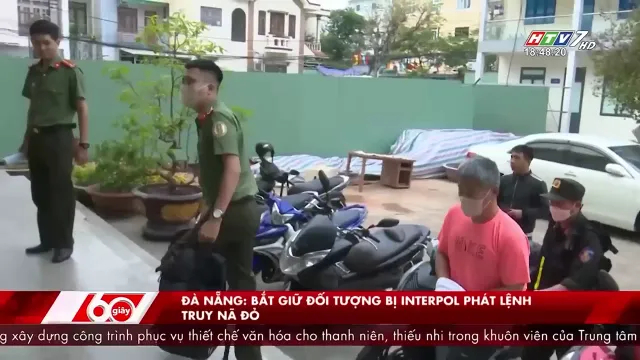 HTV7 HD
18:48:20
60 giây
ĐÀ NẴNG: BẮT GIỮ ĐỐI TƯỢNG BỊ INTERPOL PHÁT LỆNH
TRUY NÃ ĐỎ
g xây dựng công trình phục vụ thiết chế văn hóa cho thanh niên, thiếu nhi trong khuôn viên của Trung tâm